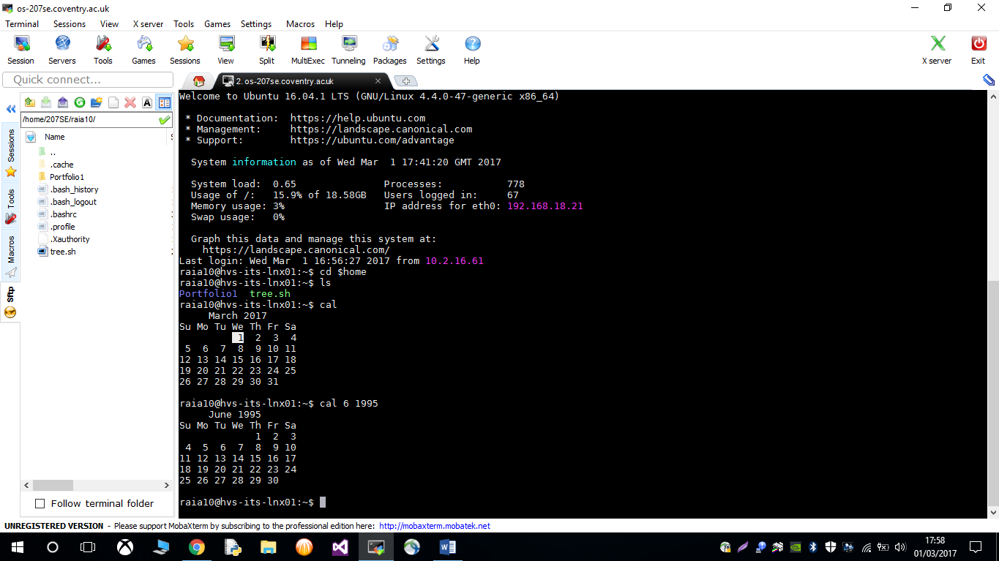 os-207se.coventry.ac.uk
Terminal Sessions View X server Tools Games Settings Macros Help
Session Servers Tools Games Sessions View Split MultiExec Tunneling Packages Settings Help X server Exit
Quick connect...
2. os-207se.coventry.ac.uk
/home/207SE/raia10/
Name
..
.cache
Portfolio1
.bash_history
.bash_logout
.bashrc
.profile
.Xauthority
tree.sh
Sessions
Tools
Macros
Sftp
Follow terminal folder
Welcome to Ubuntu 16.04.1 LTS (GNU/Linux 4.4.0-47-generic x86_64)
* Documentation:  https://help.ubuntu.com
* Management:     https://landscape.canonical.com
* Support:        https://ubuntu.com/advantage
System information as of Wed Mar  1 17:41:20 GMT 2017
System load:  0.65               Processes:           778
Usage of /:   15.9% of 18.58GB   Users logged in:     67
Memory usage: 3%                 IP address for eth0: 192.168.18.21
Swap usage:   0%
Graph this data and manage this system at:
https://landscape.canonical.com/
Last login: Wed Mar  1 16:56:27 2017 from 10.2.16.61
raia10@hvs-its-lnx01:~$ cd $home
raia10@hvs-its-lnx01:~$ ls
Portfolio1  tree.sh
raia10@hvs-its-lnx01:~$ cal
March 2017
Su Mo Tu We Th Fr Sa
1  2  3  4
5  6  7  8  9 10 11
12 13 14 15 16 17 18
19 20 21 22 23 24 25
26 27 28 29 30 31
raia10@hvs-its-lnx01:~$ cal 6 1995
June 1995
Su Mo Tu We Th Fr Sa
1  2  3
4  5  6  7  8  9 10
11 12 13 14 15 16 17
18 19 20 21 22 23 24
25 26 27 28 29 30
raia10@hvs-its-lnx01:~$
UNREGISTERED VERSION - Please support MobaXterm by subscribing to the professional edition here: http://mobaxterm.mobatek.net
17:58
01/03/2017